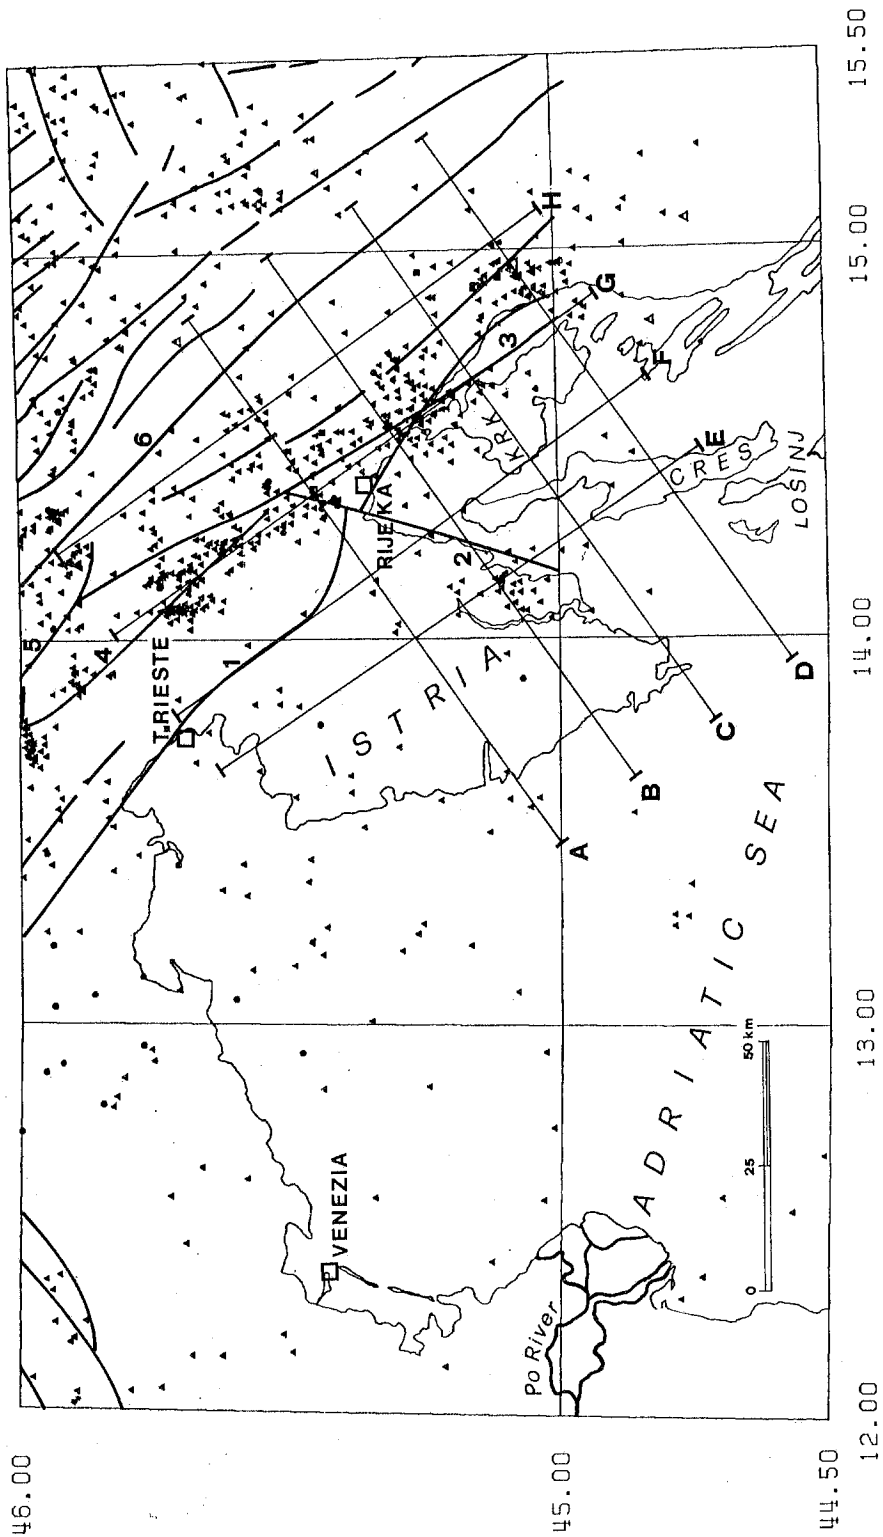 46.00
45.00
44.50
12.00
13.00
14.00
15.00
15.50
TRIESTE
VENEZIA
RIJEKA
ISTRIA
KRK
CRES
LOSINJ
ADRIATIC SEA
Po River
0 25 50 km
1
2
3
4
5
6
A
B
C
D
E
F
G
H